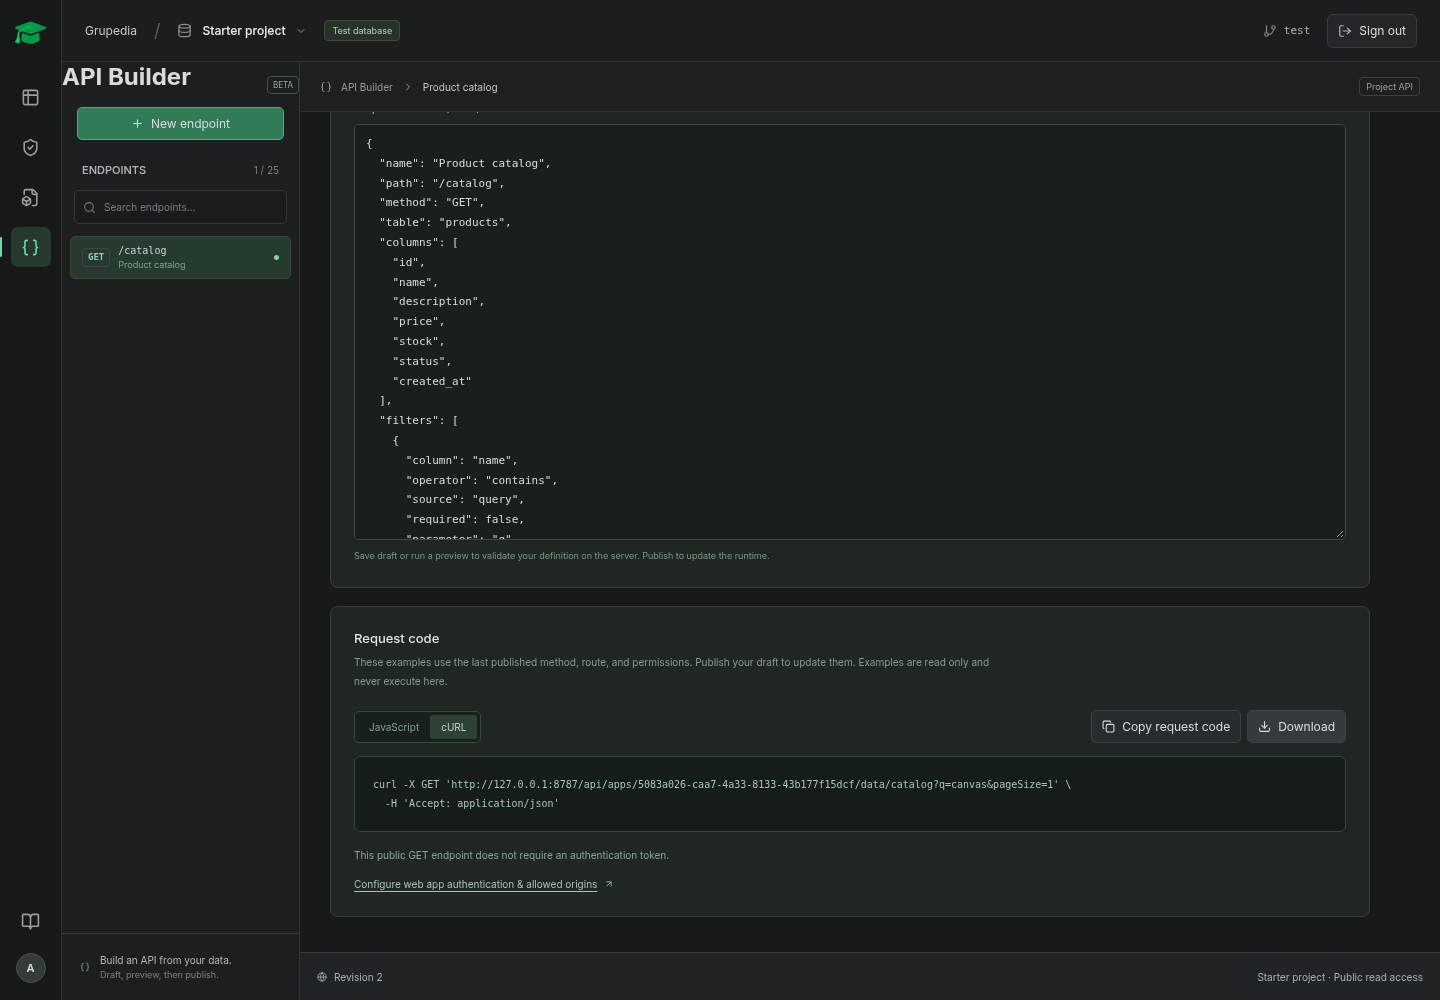 Grupedia / Starter project
Test database
test
Sign out
API Builder
BETA
New endpoint
ENDPOINTS
1 / 25
Search endpoints...
GET
/catalog
Product catalog
Build an API from your data.
Draft, preview, then publish.
A
{} API Builder > Product catalog
Project API
{
  "name": "Product catalog",
  "path": "/catalog",
  "method": "GET",
  "table": "products",
  "columns": [
    "id",
    "name",
    "description",
    "price",
    "stock",
    "status",
    "created_at"
  ],
  "filters": [
    {
      "column": "name",
      "operator": "contains",
      "source": "query",
      "required": false,
      "parameter": "q"
Save draft or run a preview to validate your definition on the server. Publish to update the runtime.
Request code
These examples use the last published method, route, and permissions. Publish your draft to update them. Examples are read only and
never execute here.
JavaScript
cURL
Copy request code
Download
curl -X GET 'http://127.0.0.1:8787/api/apps/5083a026-caa7-4a33-8133-43b177f15dcf/data/catalog?q=canvas&pageSize=1' \
  -H 'Accept: application/json'
This public GET endpoint does not require an authentication token.
Configure web app authentication & allowed origins
Revision 2
Starter project · Public read access